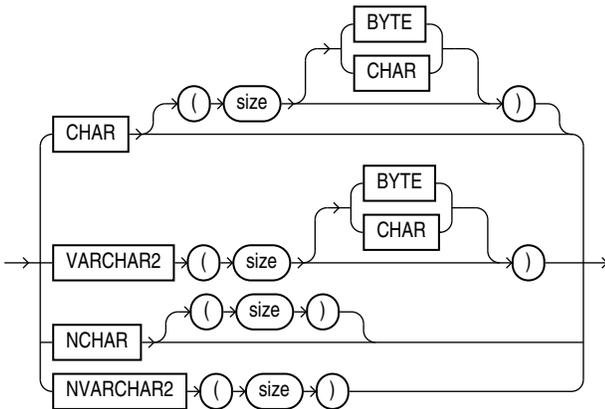 BYTE
CHAR
( size )
CHAR
BYTE
CHAR
VARCHAR2 ( size )
( size )
NCHAR
NVARCHAR2 ( size )